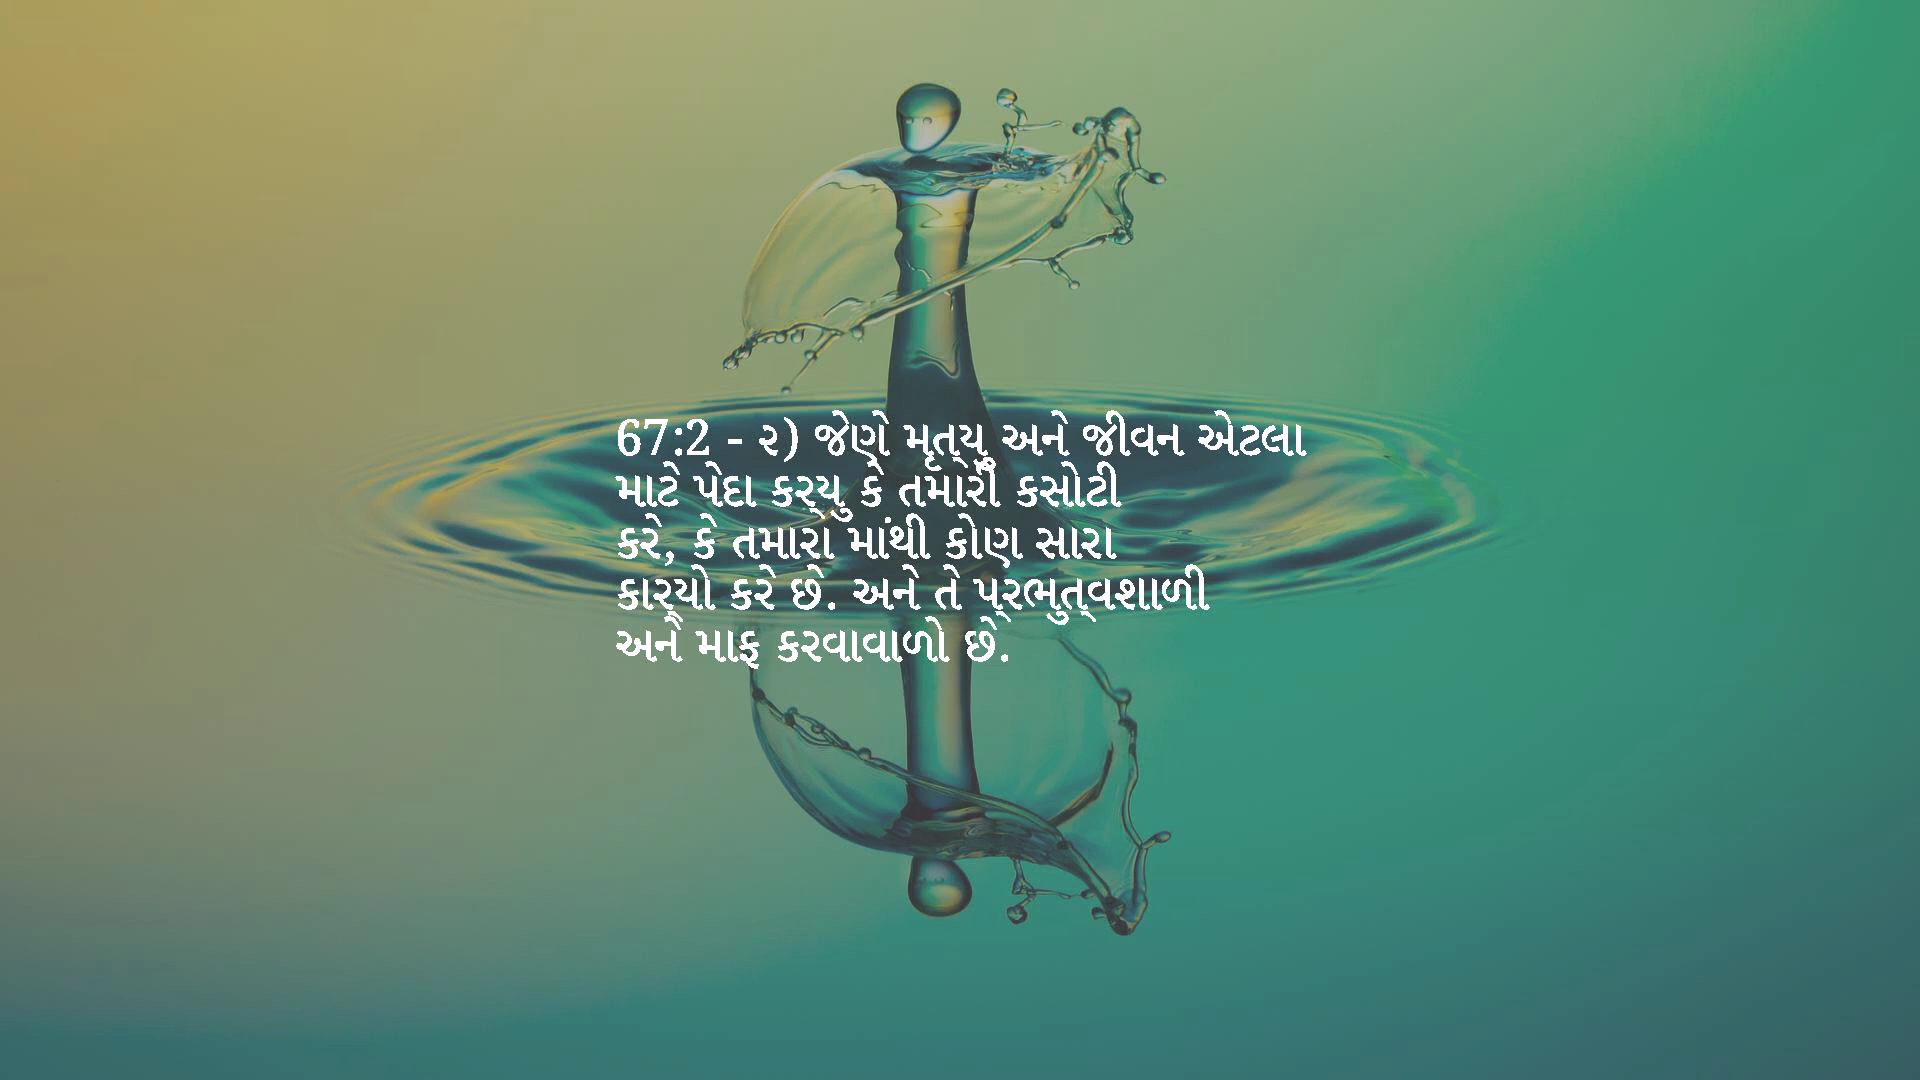 67:2 - ૨) જેણે મૃત્યુ અને જીવન એટલા
માટે પેદા કર્યુ કે તમારી કસોટી
કરે, કે તમારા માંથી કોણ સારા
કાર્યો કરે છે. અને તે પ્રભુત્વશાળી
અને માફ કરવાવાળો છે.